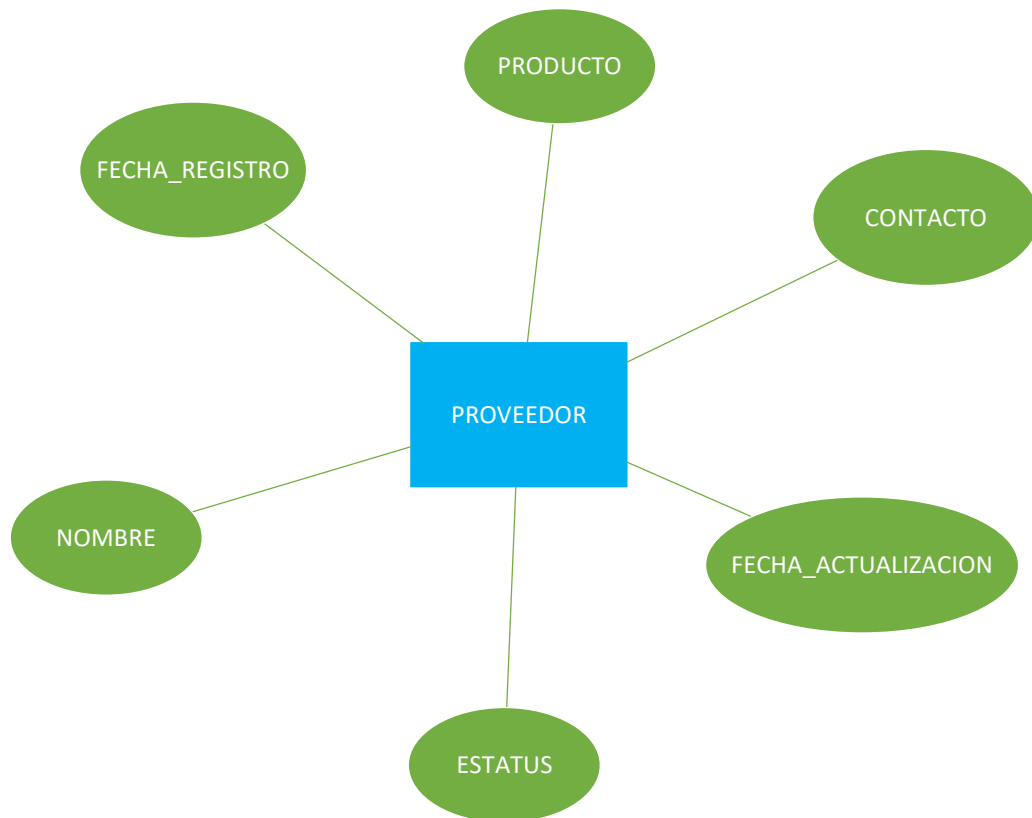 PRODUCTO
FECHA_REGISTRO
CONTACTO
PROVEEDOR
NOMBRE
FECHA_ACTUALIZACION
ESTATUS